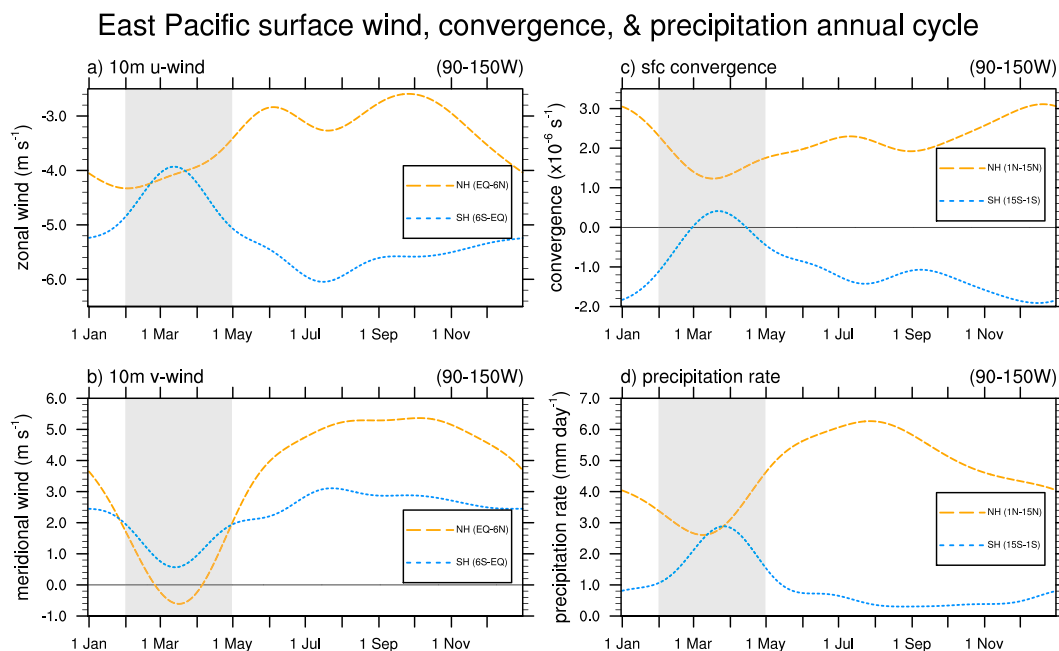 East Pacific surface wind, convergence, & precipitation annual cycle
a) 10m u-wind (90-150W)
zonal wind (m s⁻¹)
-3.0
-4.0
-5.0
-6.0
NH (EQ-6N)
SH (6S-EQ)
1 Jan 1 Mar 1 May 1 Jul 1 Sep 1 Nov
c) sfc convergence (90-150W)
convergence (x10⁻⁶ s⁻¹)
3.0
2.0
1.0
0.0
-1.0
-2.0
NH (1N-15N)
SH (15S-1S)
1 Jan 1 Mar 1 May 1 Jul 1 Sep 1 Nov
b) 10m v-wind (90-150W)
meridional wind (m s⁻¹)
6.0
5.0
4.0
3.0
2.0
1.0
0.0
-1.0
NH (EQ-6N)
SH (6S-EQ)
1 Jan 1 Mar 1 May 1 Jul 1 Sep 1 Nov
d) precipitation rate (90-150W)
precipitation rate (mm day⁻¹)
7.0
6.0
5.0
4.0
3.0
2.0
1.0
0.0
NH (1N-15N)
SH (15S-1S)
1 Jan 1 Mar 1 May 1 Jul 1 Sep 1 Nov